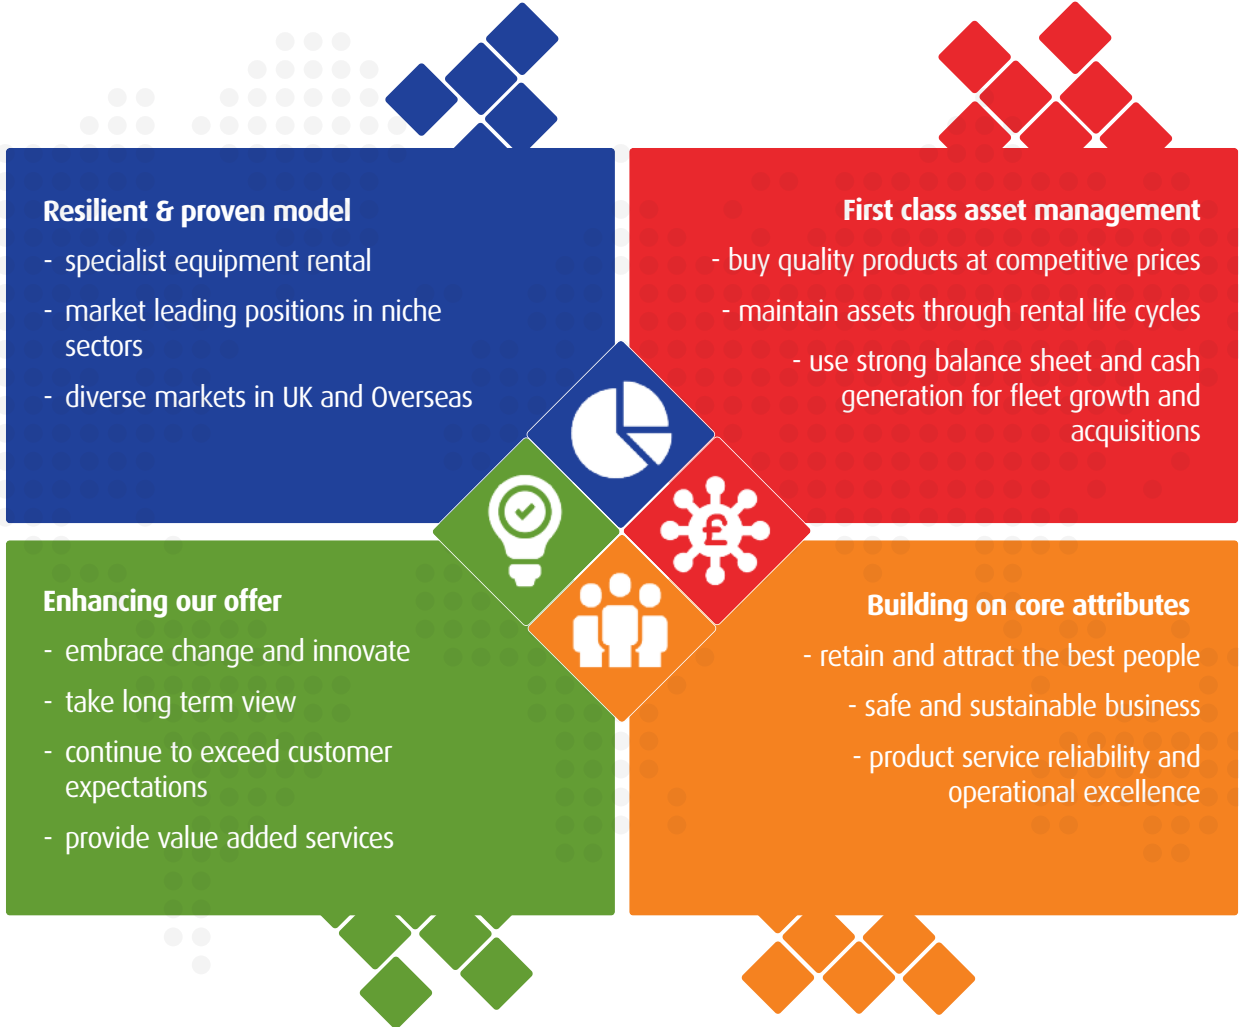 Resilient & proven model
- specialist equipment rental
- market leading positions in niche
sectors
- diverse markets in UK and Overseas
First class asset management
- buy quality products at competitive prices
- maintain assets through rental life cycles
- use strong balance sheet and cash
generation for fleet growth and
acquisitions
£
Enhancing our offer
- embrace change and innovate
- take long term view
- continue to exceed customer
expectations
- provide value added services
Building on core attributes
- retain and attract the best people
- safe and sustainable business
- product service reliability and
operational excellence